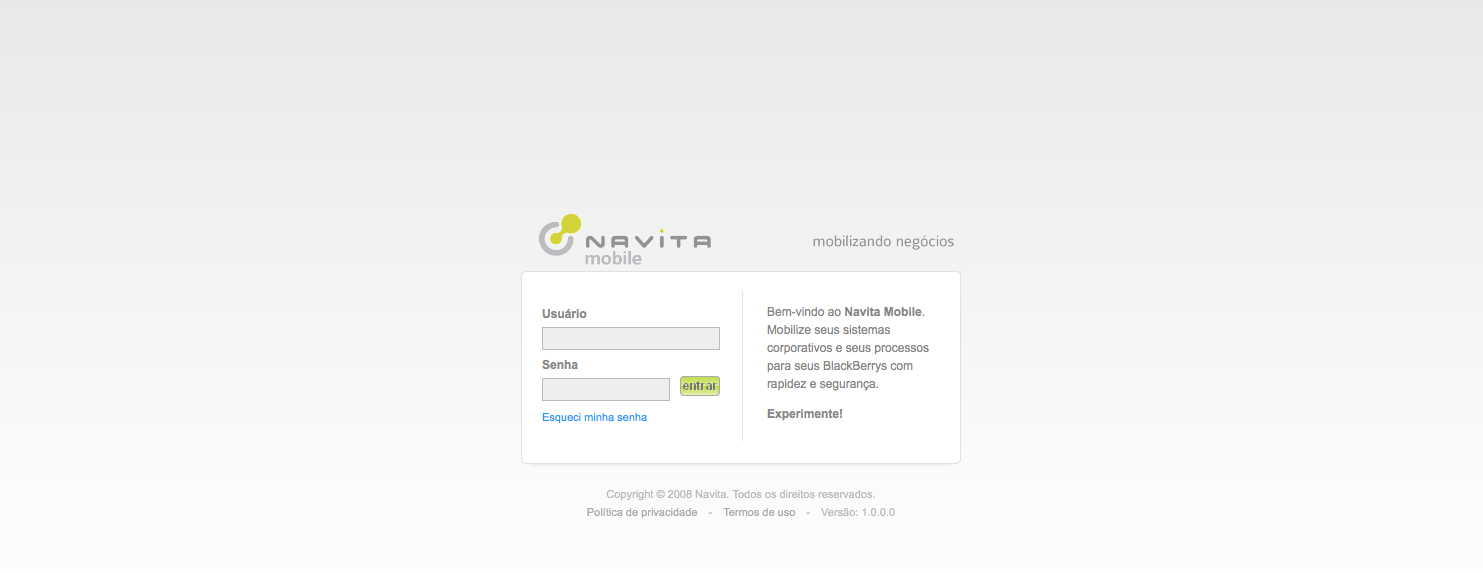 NAVITA
mobile
mobilizando negócios
Usuário
Senha
entrar
Esqueci minha senha
Bem-vindo ao Navita Mobile.
Mobilize seus sistemas
corporativos e seus processos
para seus BlackBerrys com
rapidez e segurança.
Experimente!
Copyright © 2008 Navita. Todos os direitos reservados.
Política de privacidade - Termos de uso - Versão: 1.0.0.0